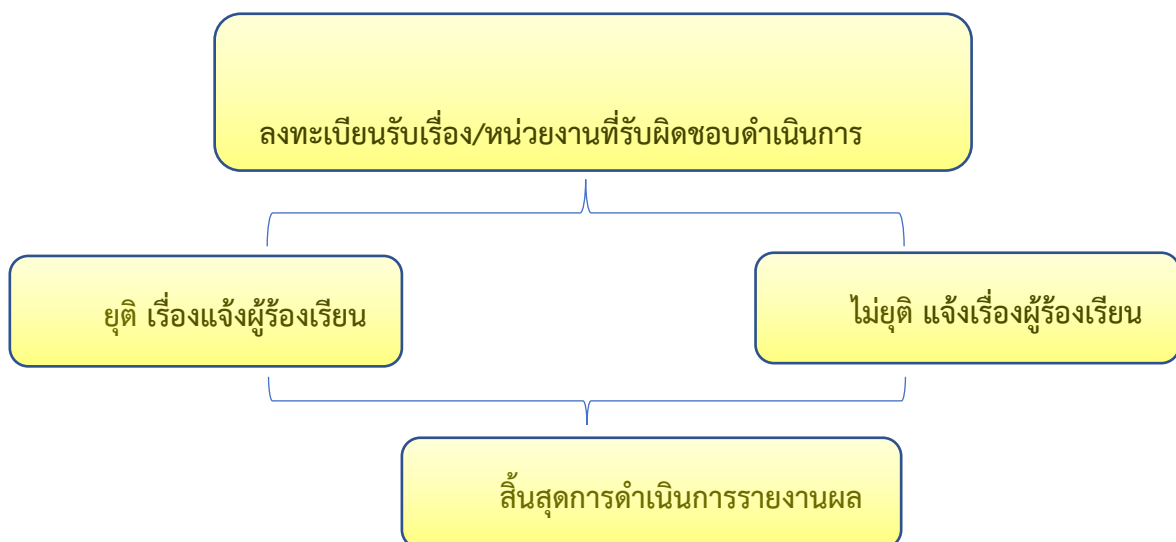 ลงทะเบียนรับเรื่อง/หน่วยงานที่รับผิดชอบดำเนินการ
ยุติ เรื่องแจ้งผู้ร้องเรียน
ไม่ยุติ แจ้งเรื่องผู้ร้องเรียน
สิ้นสุดการดำเนินการรายงานผล